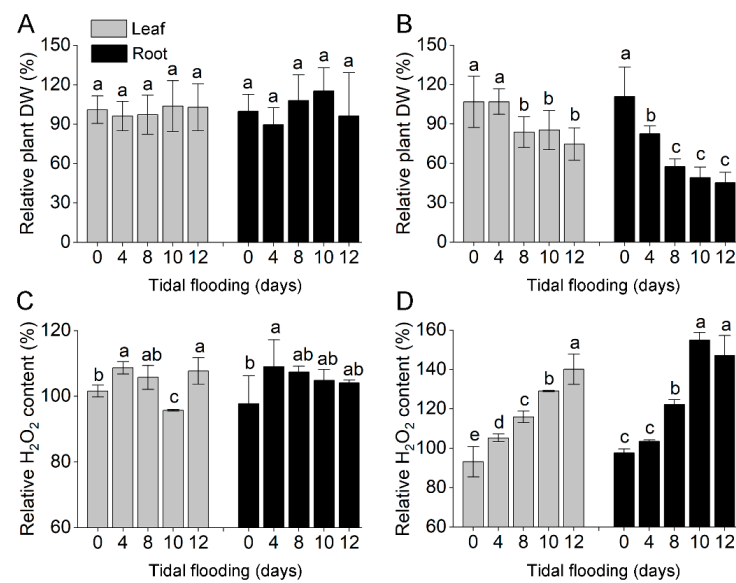 A
Leaf
Root
Relative plant DW (%)
150
120
90
60
30
0
a a a a a a a a a a
0 4 8 10 12 0 4 8 10 12
Tidal flooding (days)
B
Relative plant DW (%)
150
120
90
60
30
0
a a b b b a b c c c
0 4 8 10 12 0 4 8 10 12
Tidal flooding (days)
C
Relative H₂O₂ content (%)
120
100
80
60
b a ab c a b a ab ab ab
0 4 8 10 12 0 4 8 10 12
Tidal flooding (days)
D
Relative H₂O₂ content (%)
160
140
120
100
80
60
e d c b a c c b a a
0 4 8 10 12 0 4 8 10 12
Tidal flooding (days)